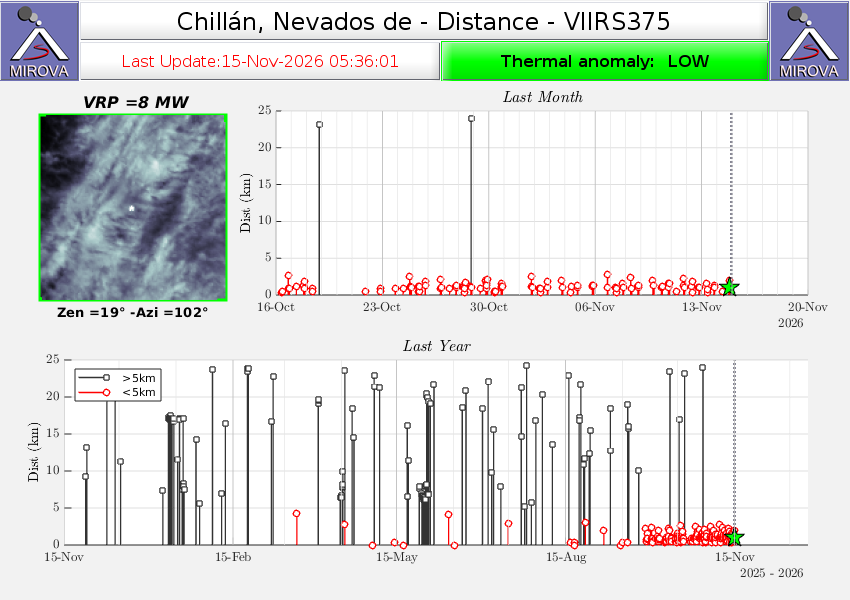 Chillán, Nevados de - Distance - VIIRS375
MIROVA
Last Update:15-Nov-2026 05:36:01
Thermal anomaly: LOW
MIROVA
VRP =8 MW
Zen =19° -Azi =102°
Last Month
Dist (km)
25
20
15
10
5
0
16-Oct 23-Oct 30-Oct 06-Nov 13-Nov 20-Nov
2026
Last Year
Dist (km)
25
20
15
10
5
0
>5km
<5km
15-Nov 15-Feb 15-May 15-Aug 15-Nov
2025 - 2026